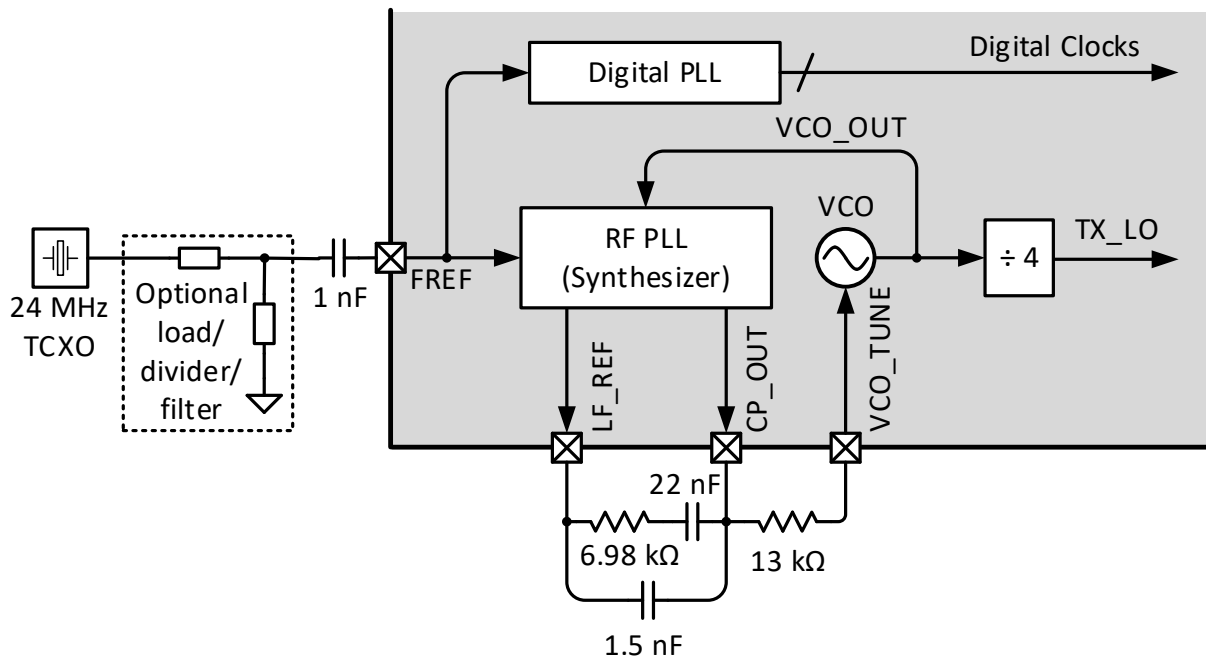 Digital PLL
Digital Clocks
VCO_OUT
24 MHz
TCXO
Optional
load/
divider/
filter
1 nF
FREF
RF PLL
(Synthesizer)
VCO
÷ 4
TX_LO
LF_REF
CP_OUT
VCO_TUNE
22 nF
6.98 kΩ
13 kΩ
1.5 nF